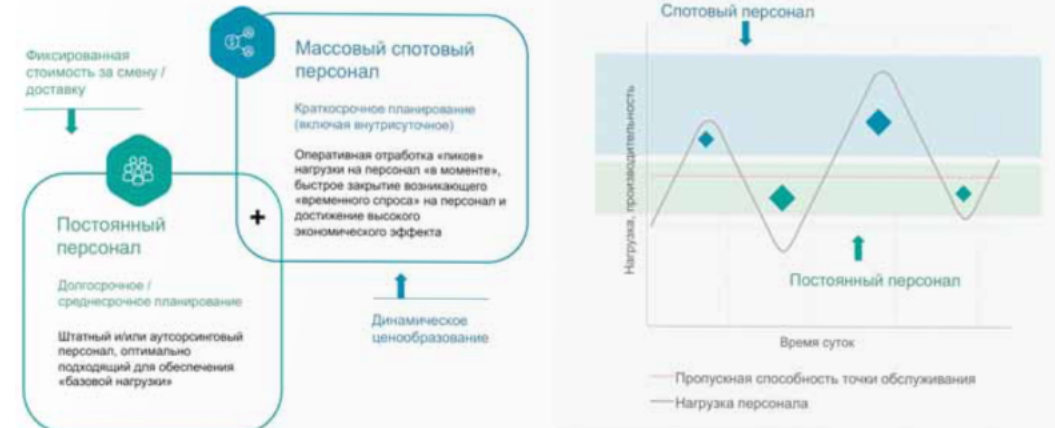 Фиксированная
стоимость за смену /
доставку
Массовый спотовый
персонал
Краткосрочное планирование
(включая внутрисуточное)
Оперативная отработка «пиков»
нагрузки на персонал «в моменте»,
быстрое закрытие возникающего
«временного спроса» на персонал и
достижение высокого
экономического эффекта
+
Постоянный
персонал
Долгосрочное /
среднесрочное планирование
Штатный и/или аутсорсинговый
персонал, оптимально
подходящий для обеспечения
«базовой нагрузки»
Динамическое
ценообразование
Спотовый персонал
Нагрузка, производительность
Постоянный персонал
Время суток
Пропускная способность точки обслуживания
Нагрузка персонала